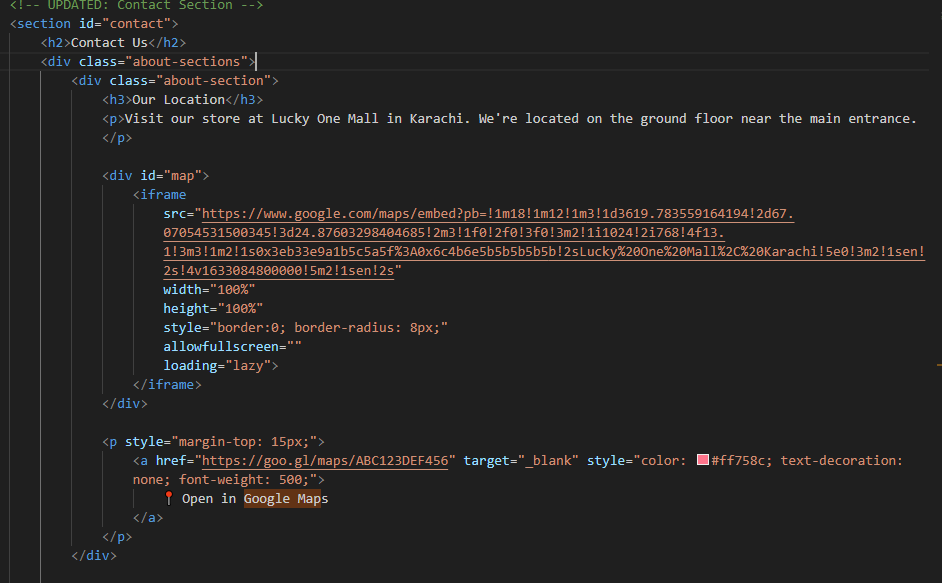 <!-- UPDATED: Contact Section -->
<section id="contact">
<h2>Contact Us</h2>
<div class="about-sections">
<div class="about-section">
<h3>Our Location</h3>
<p>Visit our store at Lucky One Mall in Karachi. We're located on the ground floor near the main entrance.
</p>
<div id="map">
<iframe
src="https://www.google.com/maps/embed?pb=!1m18!1m12!1m3!1d3619.783559164194!2d67.
07054531500345!3d24.87603298404685!2m3!1f0!2f0!3f0!3m2!1i1024!2i768!4f13.
1!3m3!1m2!1s0x3eb33e9a1b5c5a5f%3A0x6c4b6e5b5b5b5b5b!2sLucky%20One%20Mall%2C%20Karachi!5e0!3m2!1sen!
2s!4v1633084800000!5m2!1sen!2s"
width="100%"
height="100%"
style="border:0; border-radius: 8px;"
allowfullscreen=""
loading="lazy">
</iframe>
</div>
<p style="margin-top: 15px;">
<a href="https://goo.gl/maps/ABC123DEF456" target="_blank" style="color: #ff758c; text-decoration:
none; font-weight: 500;">
📍 Open in Google Maps
</a>
</p>
</div>